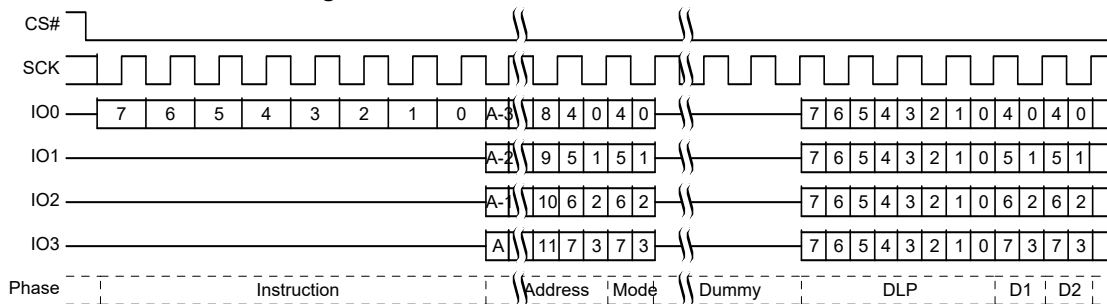 CS#
SCK
IO0 7 6 5 4 3 2 1 0 A-3 8 4 0 4 0 7 6 5 4 3 2 1 0 4 0 4 0
IO1 A-2 9 5 1 5 1 7 6 5 4 3 2 1 0 5 1 5 1
IO2 A-1 10 6 2 6 2 7 6 5 4 3 2 1 0 6 2 6 2
IO3 A 11 7 3 7 3 7 6 5 4 3 2 1 0 7 3 7 3
Phase Instruction Address Mode Dummy DLP D1 D2